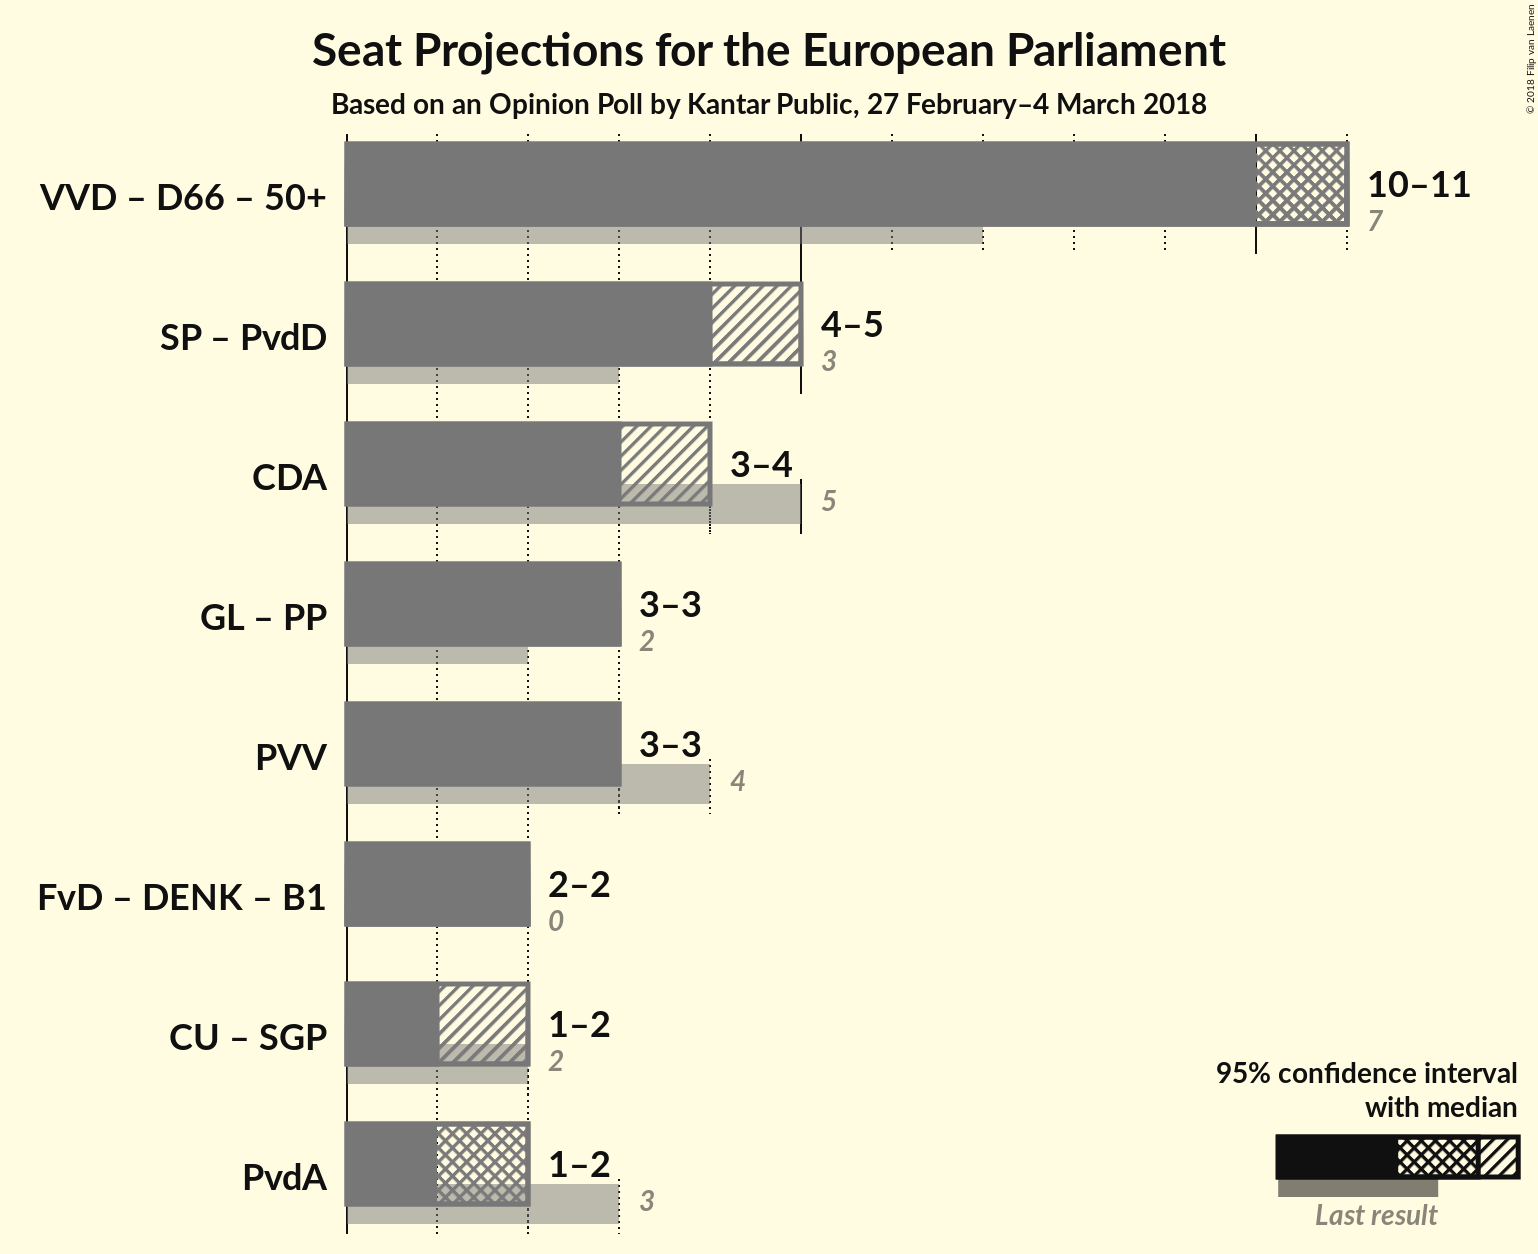 Seat Projections for the European Parliament
Based on an Opinion Poll by Kantar Public, 27 February–4 March 2018
© 2018 Filip van Laenen
VVD – D66 – 50+
10–11
7
SP – PvdD
4–5
3
CDA
3–4
5
GL – PP
3–3
2
PVV
3–3
4
FvD – DENK – B1
2–2
0
CU – SGP
1–2
2
PvdA
1–2
3
95% confidence interval
with median
Last result